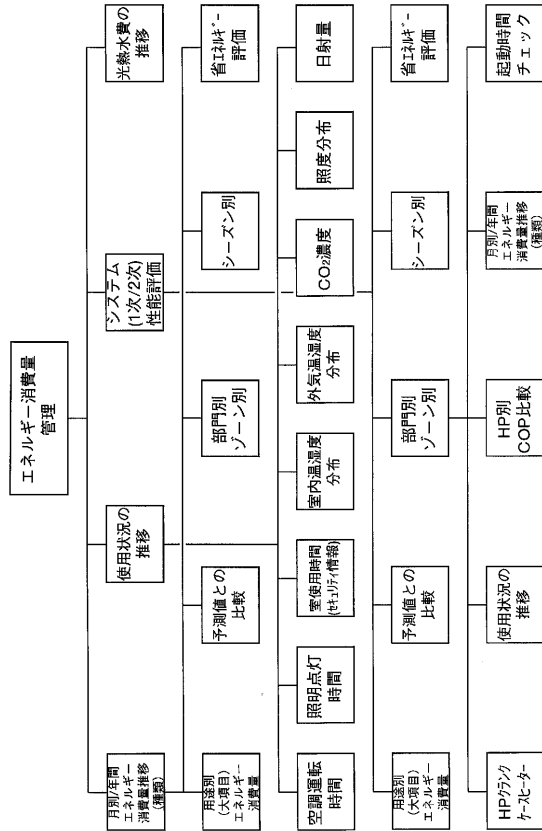 エネルギー消費量
管理
月別/年間
エネルギー
消費量推移
(種類)
使用状況の
推移
システム
(1次/2次)
性能評価
光熱水費の
推移
用途別
(大項目)
エネルギー
消費量
予測値との
比較
部門別
ゾーン別
シーズン別
省エネルギー
評価
空調運転
時間
照明点灯
時間
室使用時間
(セキュリティ情報)
室内温湿度
分布
外気温湿度
分布
CO₂濃度
照度分布
日射量
用途別
(大項目)
エネルギー
消費量
予測値との
比較
部門別
ゾーン別
シーズン別
省エネルギー
評価
HPクランク
ケースヒーター
使用状況の
推移
HP別
COP比較
月別/年間
エネルギー
消費量推移
(種類)
起動時間
チェック